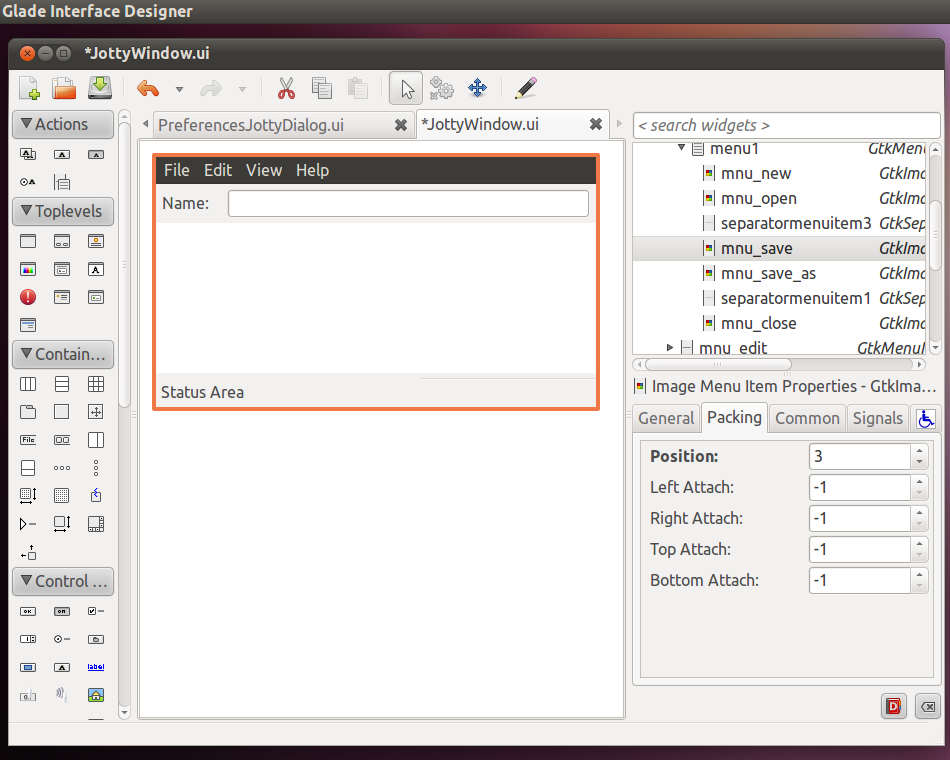 Glade Interface Designer
*JottyWindow.ui
Actions
Toplevels
Contain...
File
Control ...
OK
label
PreferencesJottyDialog.ui
*JottyWindow.ui
File Edit View Help
Name:
Status Area
< search widgets >
menu1 GtkMenu
mnu_new GtkIma
mnu_open GtkIma
separatormenuitem3 GtkSep
mnu_save GtkIma
mnu_save_as GtkIma
separatormenuitem1 GtkSep
mnu_close GtkIma
mnu_edit GtkMenuI
Image Menu Item Properties - GtkIma...
General Packing Common Signals
Position: 3
Left Attach: -1
Right Attach: -1
Top Attach: -1
Bottom Attach: -1